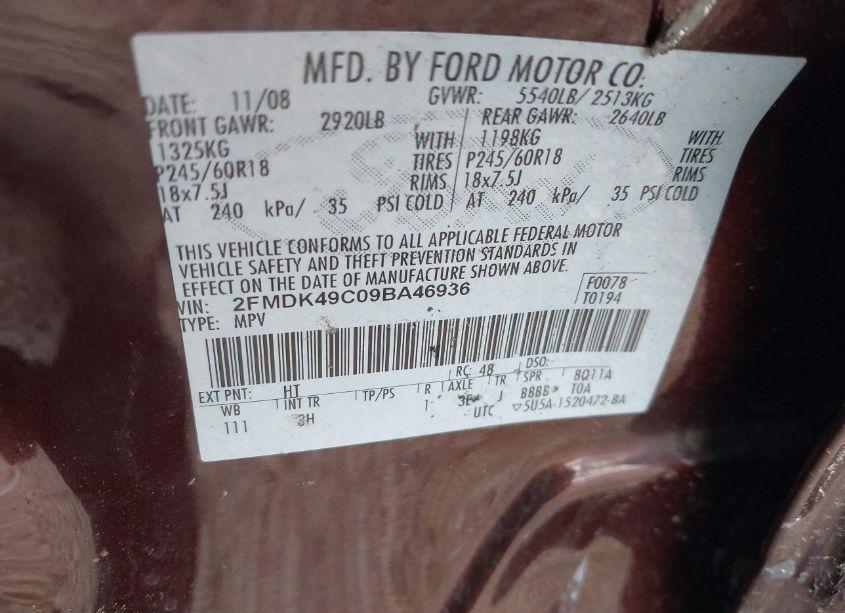 MFD. BY FORD MOTOR CO.
DATE: 11/08 GVWR: 5540LB/ 2513KG
FRONT GAWR: 2920LB REAR GAWR: 2640LB
1325KG WITH 1198KG WITH
P245/60R18 TIRES P245/60R18 TIRES
18x7.5J RIMS 18x7.5J RIMS
AT 240 kPa/ 35 PSI COLD AT 240 kPa/ 35 PSI COLD
THIS VEHICLE CONFORMS TO ALL APPLICABLE FEDERAL MOTOR
VEHICLE SAFETY AND THEFT PREVENTION STANDARDS IN
EFFECT ON THE DATE OF MANUFACTURE SHOWN ABOVE.
VIN: 2FMDK49C09BA46936 F0078
TYPE: MPV T0194
EXT PNT: HT RC: 48 DSO:
WB INT TR TP/PS R AXLE TR SPR 8Q11A
111 3H 1 J BBBB T0A
UTC ▽5U5A-1520472-BA